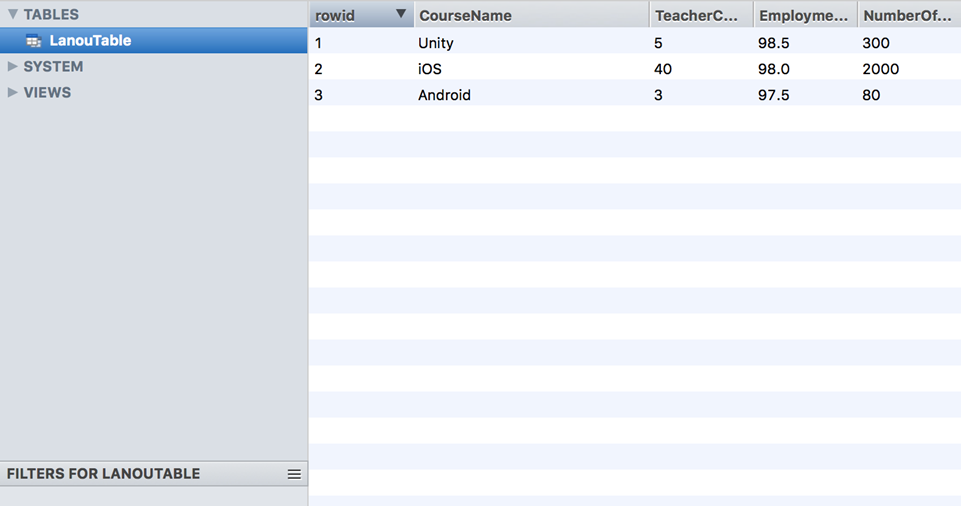 TABLES
LanouTable
SYSTEM
VIEWS
FILTERS FOR LANOUTABLE
rowid CourseName TeacherC... Employme... NumberOf...
1 Unity 5 98.5 300
2 iOS 40 98.0 2000
3 Android 3 97.5 80